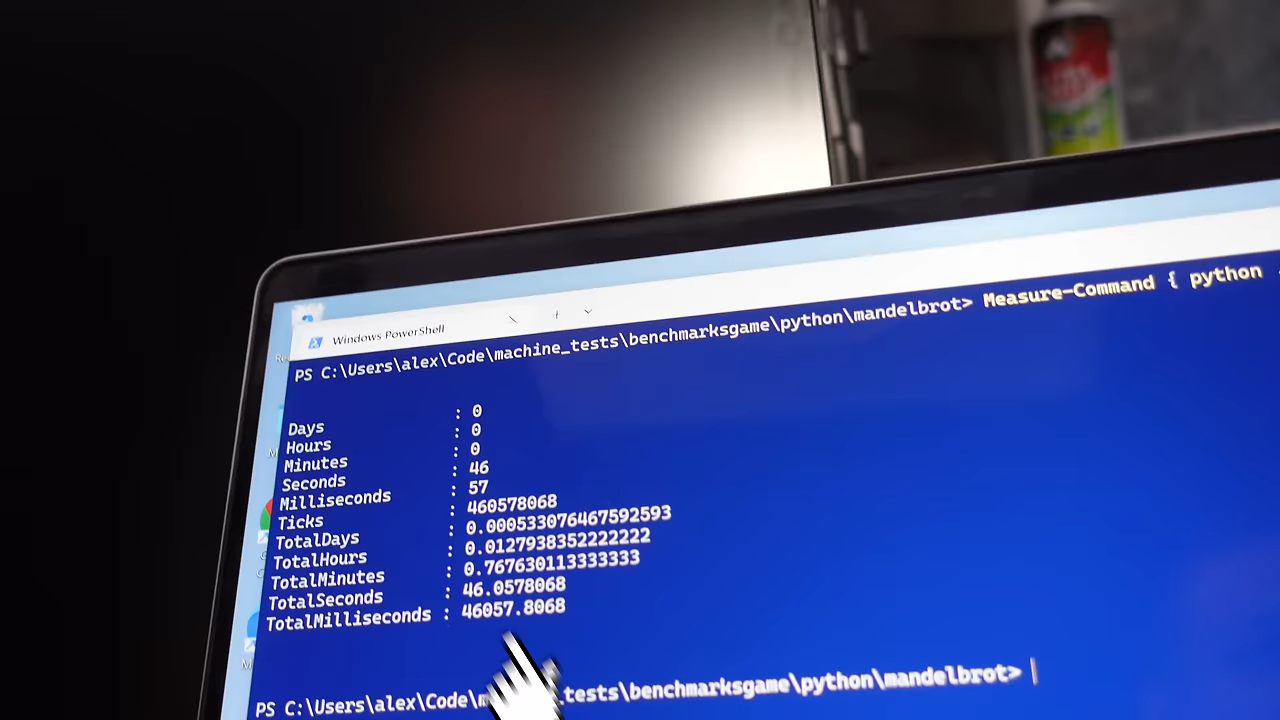 Windows PowerShell
PS C:\Users\alex\Code\machine_tests\benchmarksgame\python\mandelbrot> Measure-Command { python
Days : 0
Hours : 0
Minutes : 0
Seconds : 46
Milliseconds : 57
Ticks : 460578068
TotalDays : 0.000533076467592593
TotalHours : 0.0127938352222222
TotalMinutes : 0.767630113333333
TotalSeconds : 46.0578068
TotalMilliseconds : 46057.8068
PS C:\Users\alex\Code\m _tests\benchmarksgame\python\mandelbrot>